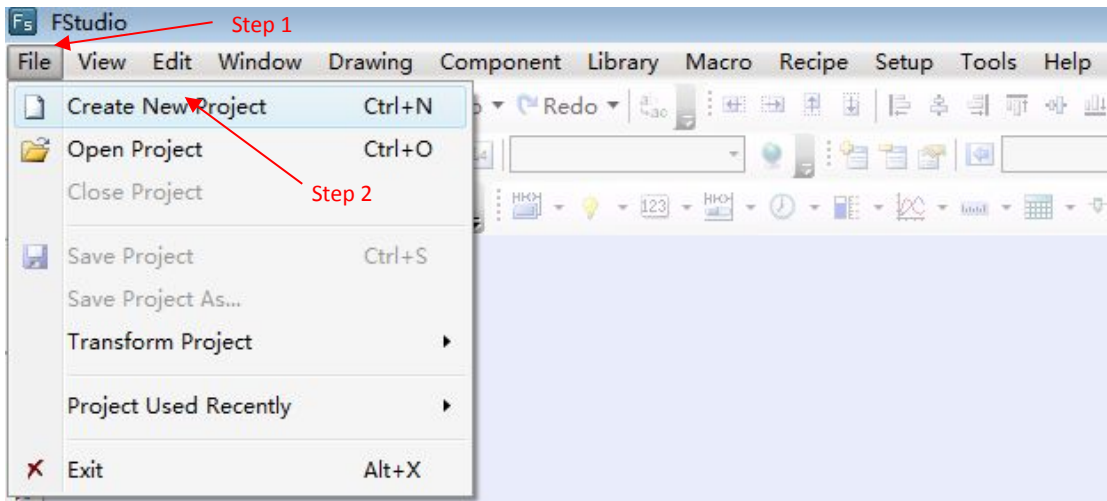 Fs FStudio Step 1
File View Edit Window Drawing Component Library Macro Recipe Setup Tools Help
Create New Project Ctrl+N Redo
Open Project Ctrl+O
Close Project Step 2 123
Save Project Ctrl+S
Save Project As...
Transform Project
Project Used Recently
Exit Alt+X